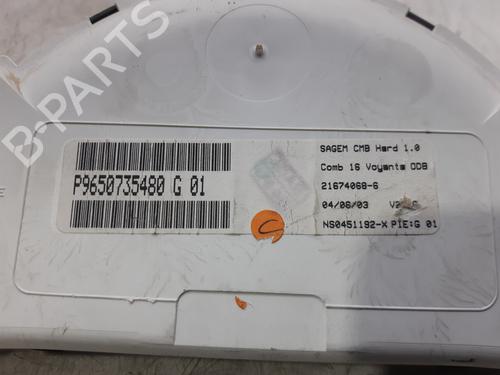 B-PARTS
SAGEM CMB Hard 1.0
Comb 16 Voyants ODB
21674068-6
04/06/03
NS0451192-X PIE:G 01
P9650735480 G 01
C
E